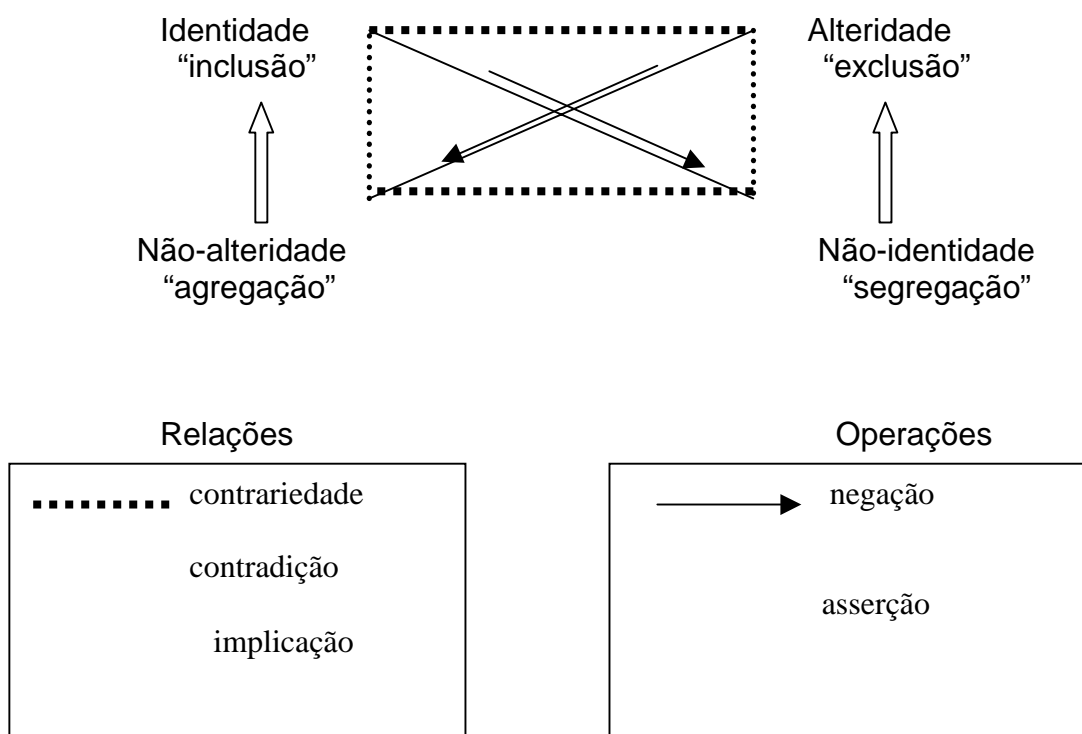 Identidade
“inclusão”
Alteridade
“exclusão”
Não-alteridade
“agregação”
Não-identidade
“segregação”
Relações
contrariedade
contradição
implicação
Operações
negação
asserção